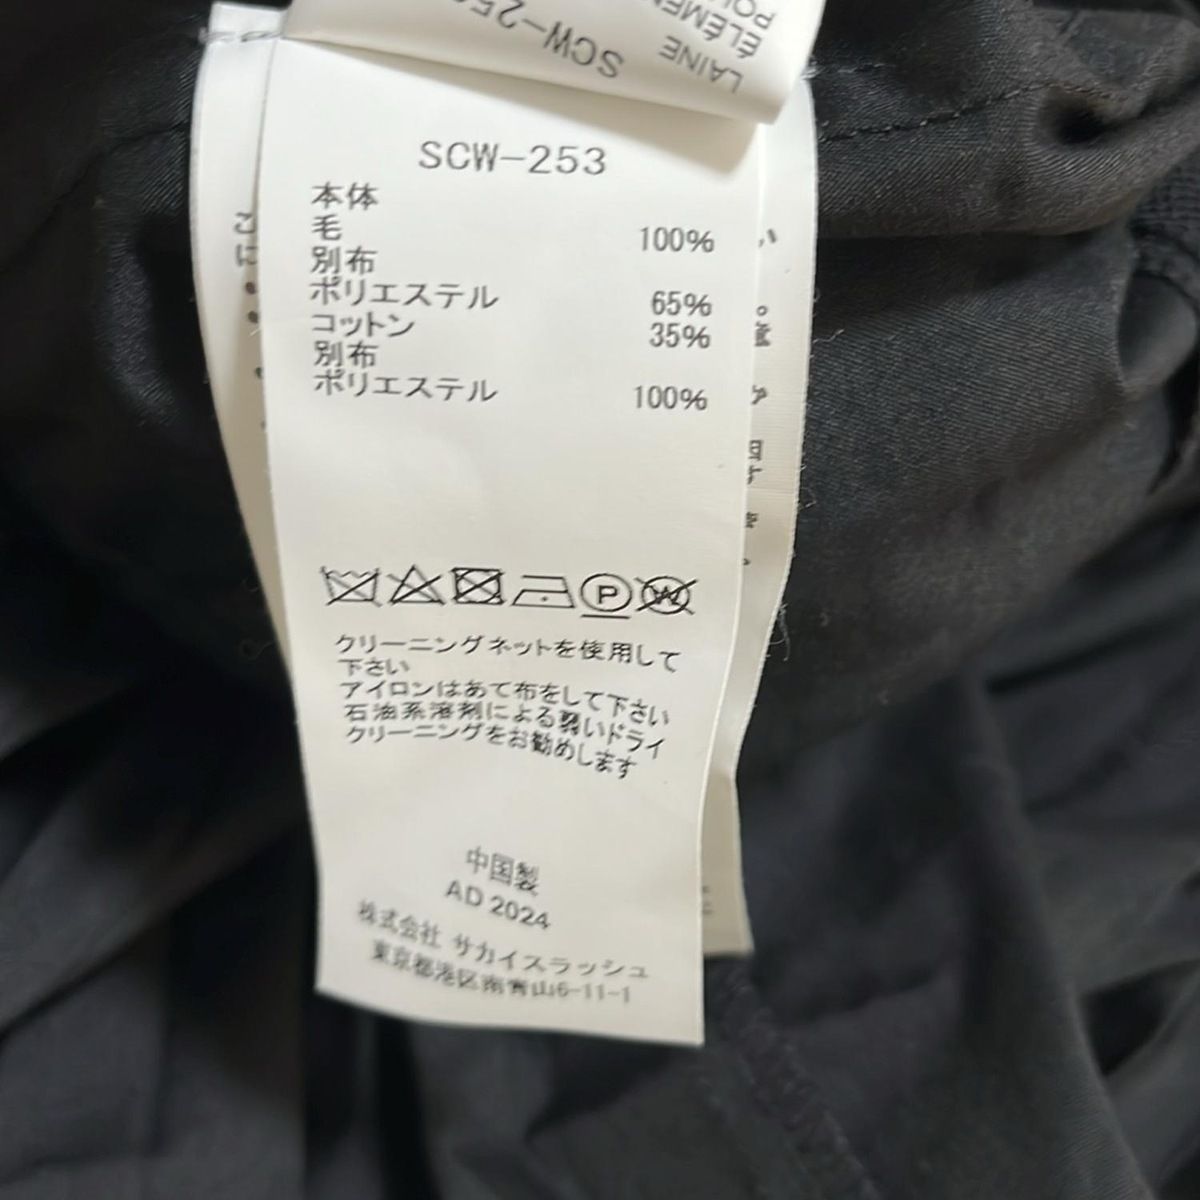 LAINE
ÉLÉMEN
SCW-25
SCW-253
本体
毛 100%
別布
ポリエステル 65%
コットン 35%
別布
ポリエステル 100%
P W
クリーニングネットを使用して
下さい
アイロンはあて布をして下さい
石油系溶剤による弱いドライ
クリーニングをお勧めします
中国製
AD 2024
株式会社 サカイスラッシュ
東京都港区南青山6-11-1